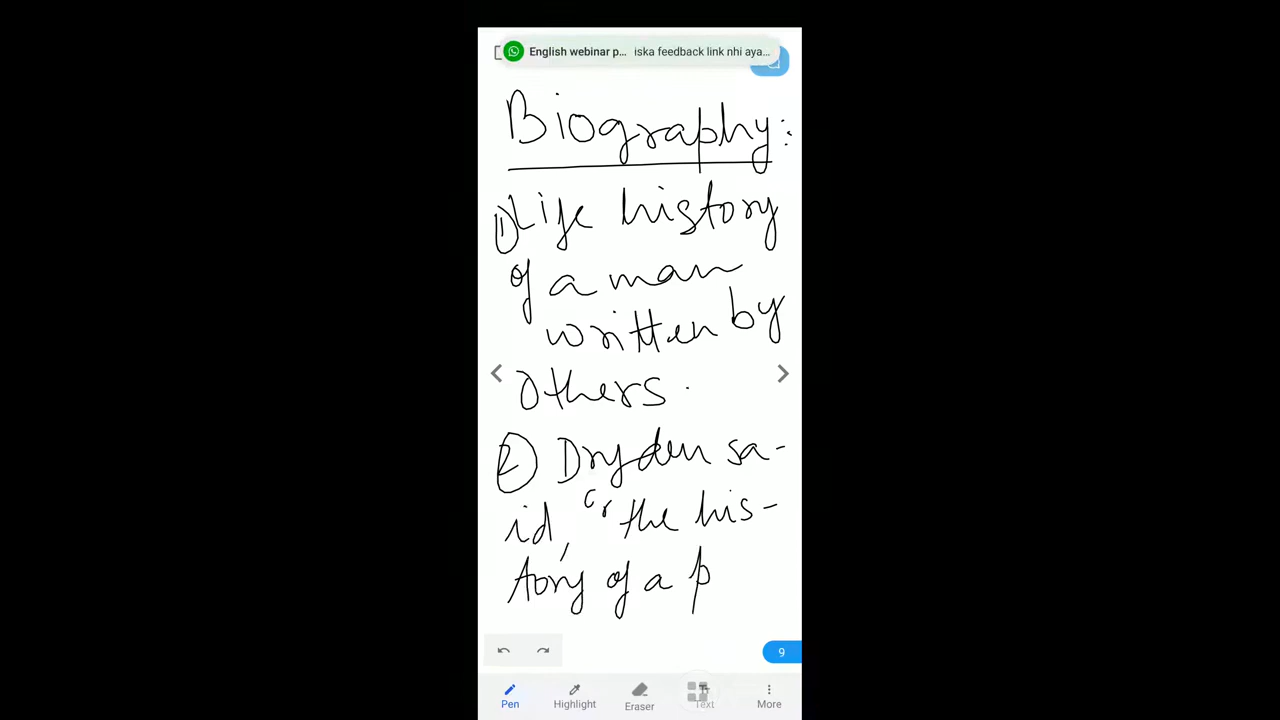 English webinar p... iska feedback link nhi aya...
Biography:
① Life history
of a man
written by
Others.
② Dryden sa-
id, "the his-
tory of a p
9
Pen Highlight Eraser Text More